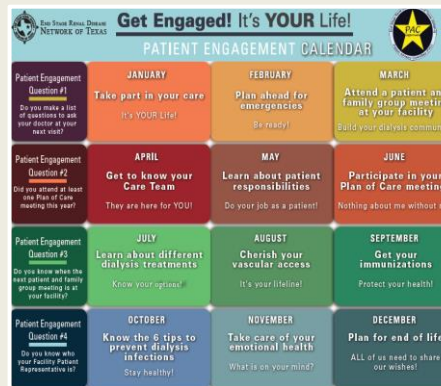 END STAGE RENAL DISEASE
NETWORK OF TEXAS
Get Engaged! It's YOUR Life!
PATIENT ENGAGEMENT CALENDAR
PAC
Patient Engagement
Question #1
Do you make a list
of questions to ask
your doctor at your
next visit?
JANUARY
Take part in your care
It's YOUR Life!
FEBRUARY
Plan ahead for
emergencies
Be ready!
MARCH
Attend a patient an
family group meetin
at your facility
Build your dialysis commun
Patient Engagement
Question #2
Did you attend at least
one Plan of Care
meeting this year?
APRIL
Get to know your
Care Team
They are here for YOU!
MAY
Learn about patient
responsibilities
Do your job as a patient!
JUNE
Participate in your
Plan of Care meetin
Nothing about me without
Patient Engagement
Question #3
Do you know when the
next patient and family
group meeting is at
your facility?
JULY
Learn about different
dialysis treatments
Know your options!
AUGUST
Cherish your
vascular access
It's your lifeline!
SEPTEMBER
Get your
immunizations
Protect your health!
Patient Engagement
Question #4
Do you know who
your Facility Patient
Representative is?
OCTOBER
Know the 6 tips to
prevent dialysis
infections
Stay healthy!
NOVEMBER
Take care of your
emotional health
What is on your mind?
DECEMBER
Plan for end of life
ALL of us need to share
our wishes!